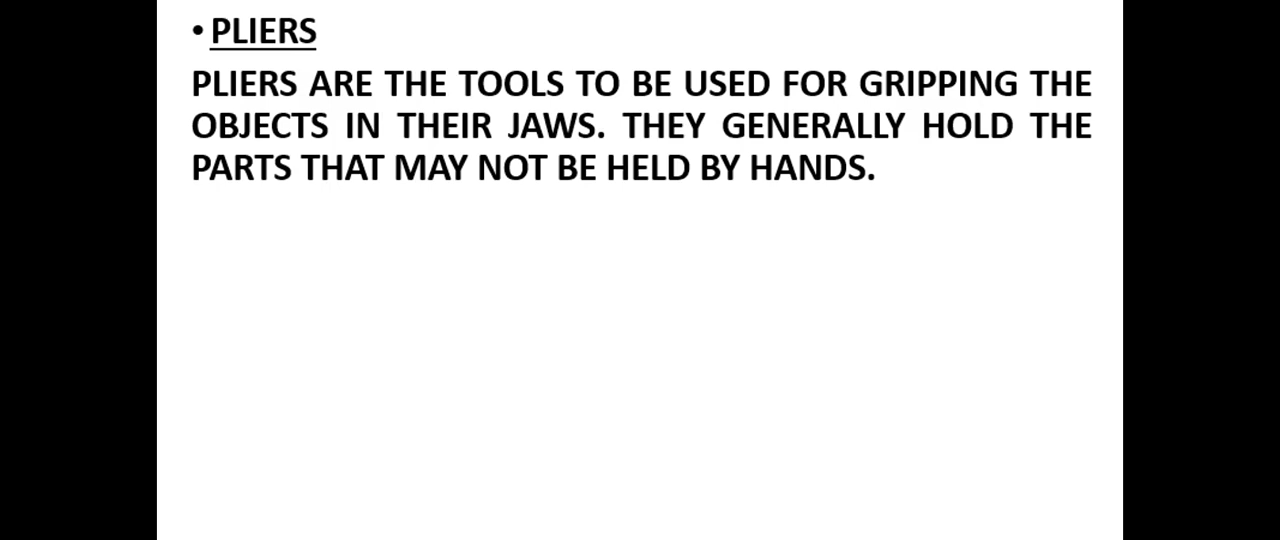 • PLIERS
PLIERS ARE THE TOOLS TO BE USED FOR GRIPPING THE
OBJECTS IN THEIR JAWS. THEY GENERALLY HOLD THE
PARTS THAT MAY NOT BE HELD BY HANDS.